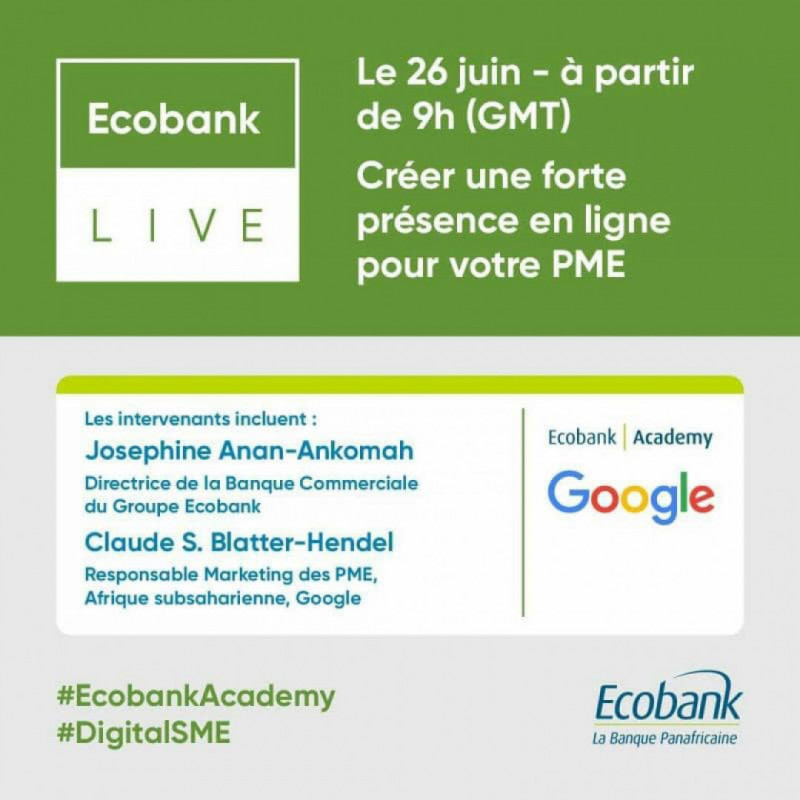 Ecobank
LIVE
Le 26 juin - à partir
de 9h (GMT)
Créer une forte
présence en ligne
pour votre PME
Les intervenants incluent :
Josephine Anan-Ankomah
Directrice de la Banque Commerciale
du Groupe Ecobank
Claude S. Blatter-Hendel
Responsable Marketing des PME,
Afrique subsaharienne, Google
Ecobank | Academy
Google
#EcobankAcademy
#DigitalSME
Ecobank
La Banque Panafricaine